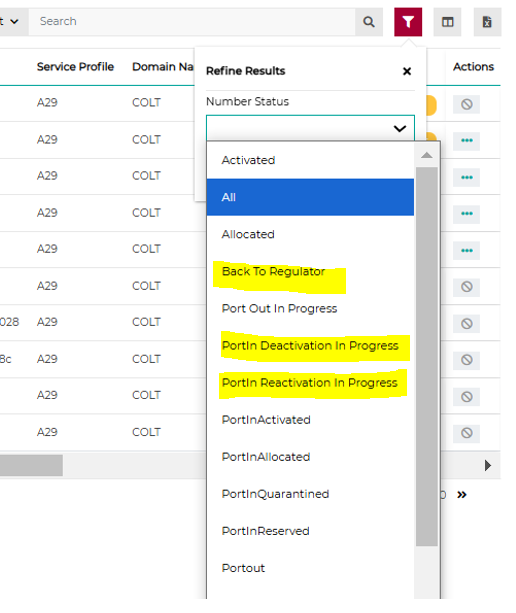 t
Search
Service Profile Domain Na Actions
Refine Results
Number Status
Activated
All
Allocated
Back To Regulator
Port Out In Progress
PortIn Deactivation In Progress
PortIn Reactivation In Progress
PortInActivated
PortInAllocated
PortInQuarantined
PortInReserved
Portout
A29 COLT
A29 COLT
A29 COLT
A29 COLT
A29 COLT
A29 COLT
028 A29 COLT
8c A29 COLT
A29 COLT
A29 COLT
0 »